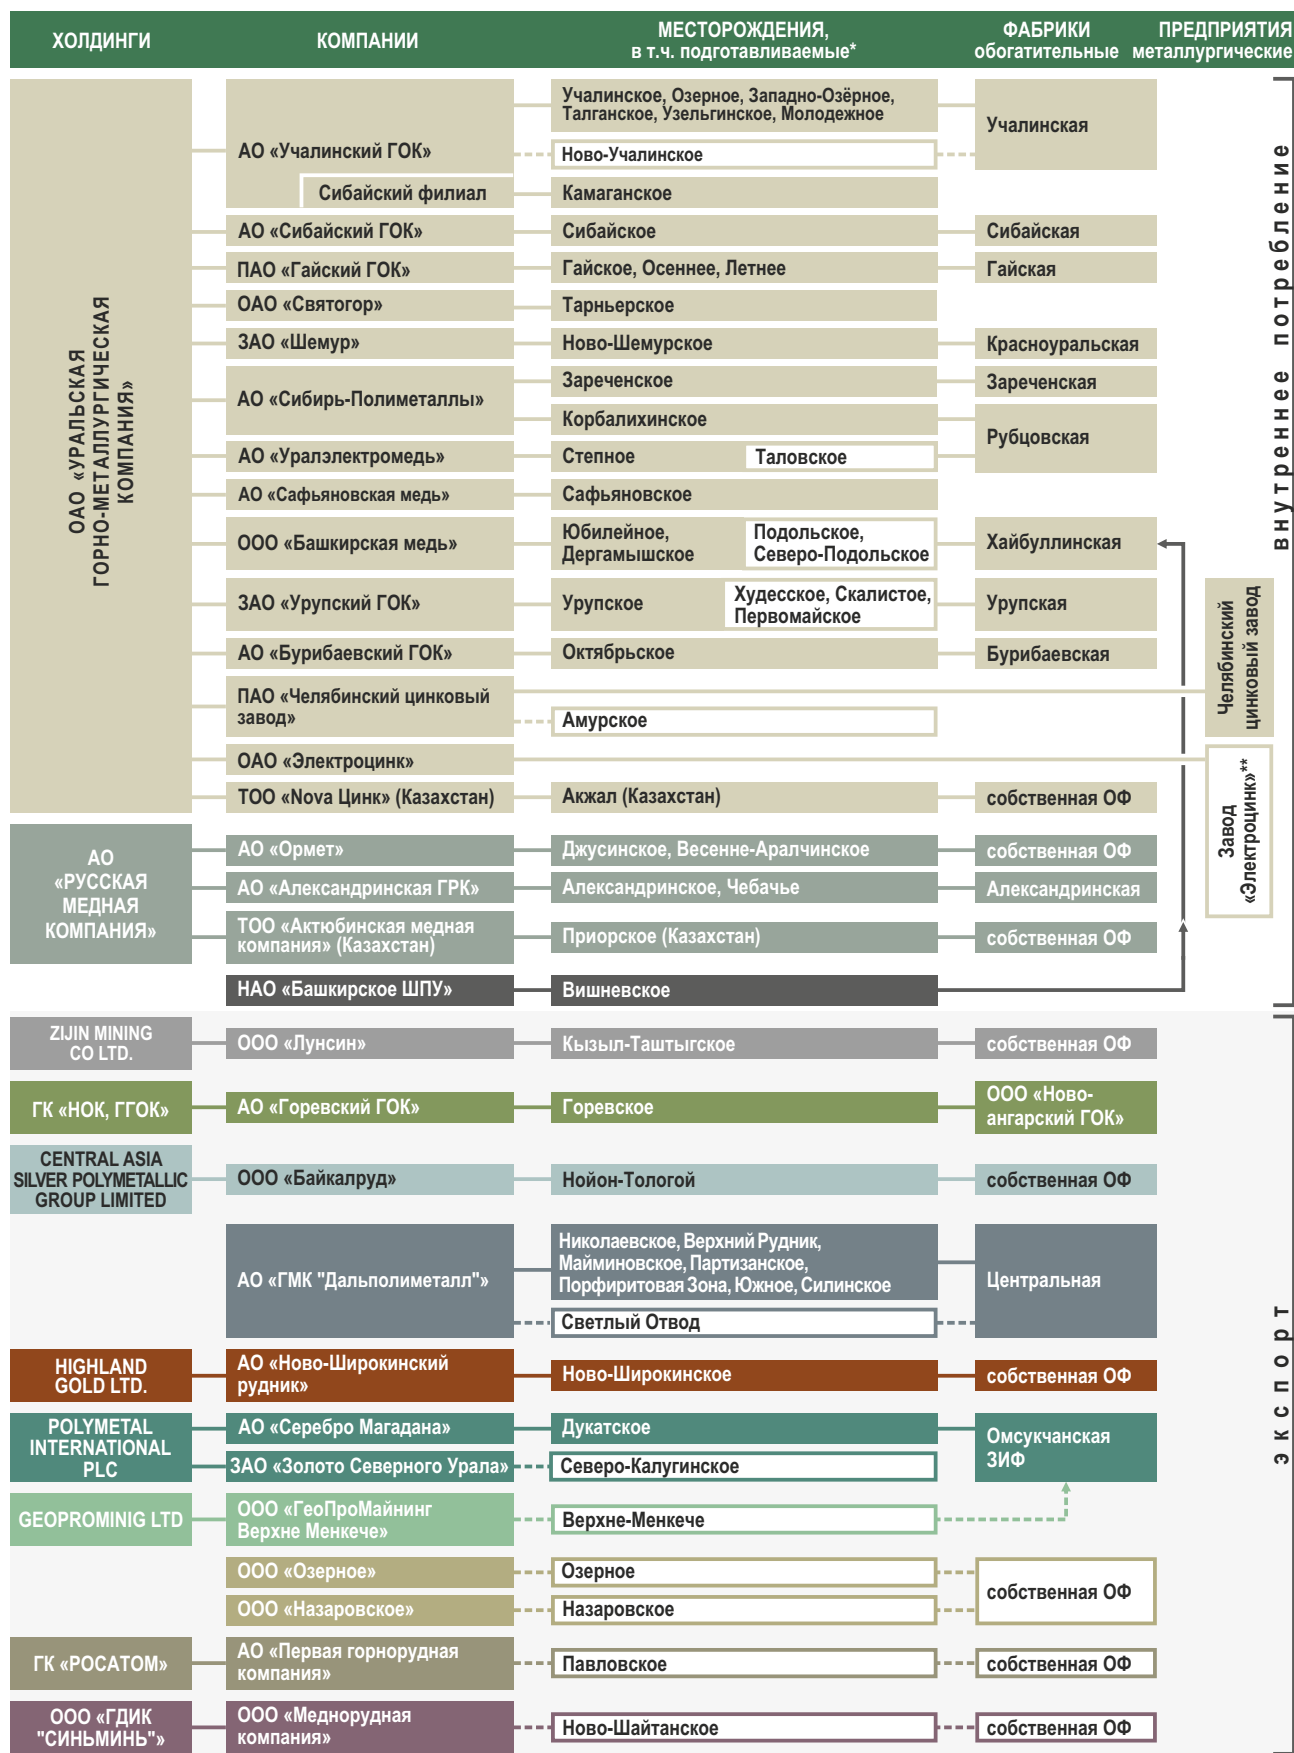 ХОЛДИНГИ
КОМПАНИИ
МЕСТОРОЖДЕНИЯ,
в т.ч. подготавливаемые*
ФАБРИКИ
обогатительные
ПРЕДПРИЯТИЯ
металлургические
ОАО «УРАЛЬСКАЯ
ГОРНО-МЕТАЛЛУРГИЧЕСКАЯ
КОМПАНИЯ»
АО «Учалинский ГОК»
Учалинское, Озерное, Западно-Озёрное,
Талганское, Узельгинское, Молодежное
Учалинская
Ново-Учалинское
Сибайский филиал
Камаганское
АО «Сибайский ГОК»
Сибайское
Сибайская
ПАО «Гайский ГОК»
Гайское, Осеннее, Летнее
Гайская
ОАО «Святогор»
Тарньерское
ЗАО «Шемур»
Ново-Шемурское
Красноуральская
АО «Сибирь-Полиметаллы»
Зареченское
Зареченская
Корбалихинское
Рубцовская
АО «Уралэлектромедь»
Степное
Таловское
АО «Сафьяновская медь»
Сафьяновское
ООО «Башкирская медь»
Юбилейное,
Дергамышское
Подольское,
Северо-Подольское
Хайбуллинская
ЗАО «Урупский ГОК»
Урупское
Худесское, Скалистое,
Первомайское
Урупская
АО «Бурибаевский ГОК»
Октябрьское
Бурибаевская
ПАО «Челябинский цинковый
завод»
Амурское
Челябинский
цинковый завод
ОАО «Электроцинк»
Завод
«Электроцинк»**
ТОО «Nova Цинк» (Казахстан)
Акжал (Казахстан)
собственная ОФ
внутреннее потребление
АО
«РУССКАЯ
МЕДНАЯ
КОМПАНИЯ»
АО «Ормет»
Джусинское, Весенне-Аралчинское
собственная ОФ
АО «Александринская ГРК»
Александринское, Чебачье
Александринская
ТОО «Актюбинская медная
компания» (Казахстан)
Приорское (Казахстан)
собственная ОФ
НАО «Башкирское ШПУ»
Вишневское
ZIJIN MINING
CO LTD.
ООО «Лунсин»
Кызыл-Таштыгское
собственная ОФ
ГК «НОК, ГГОК»
АО «Горевский ГОК»
Горевское
ООО «Ново-
ангарский ГОК»
CENTRAL ASIA
SILVER POLYMETALLIC
GROUP LIMITED
ООО «Байкалруд»
Нойон-Тологой
собственная ОФ
АО «ГМК "Дальполиметалл"»
Николаевское, Верхний Рудник,
Майминовское, Партизанское,
Порфиритовая Зона, Южное, Силинское
Центральная
Светлый Отвод
экспорт
HIGHLAND
GOLD LTD.
АО «Ново-Широкинский
рудник»
Ново-Широкинское
собственная ОФ
POLYMETAL
INTERNATIONAL
PLC
АО «Серебро Магадана»
Дукатское
Омсукчанская
ЗИФ
ЗАО «Золото Северного Урала»
Северо-Калугинское
GEOPROMINIG LTD
ООО «ГеоПроМайнинг
Верхне Менкече»
Верхне-Менкече
ООО «Озерное»
Озерное
собственная ОФ
ООО «Назаровское»
Назаровское
ГК «РОСАТОМ»
АО «Первая горнорудная
компания»
Павловское
собственная ОФ
ООО «ГДИК
"СИНЬМИНЬ"»
ООО «Меднорудная
компания»
Ново-Шайтанское
собственная ОФ